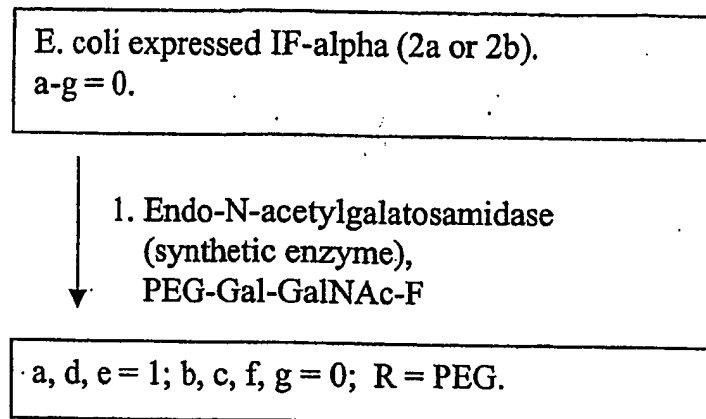 E. coli expressed IF-alpha (2a or 2b).
a-g = 0.
1. Endo-N-acetylgalatosamidase
(synthetic enzyme),
PEG-Gal-GalNAc-F
a, d, e = 1; b, c, f, g = 0; R = PEG.